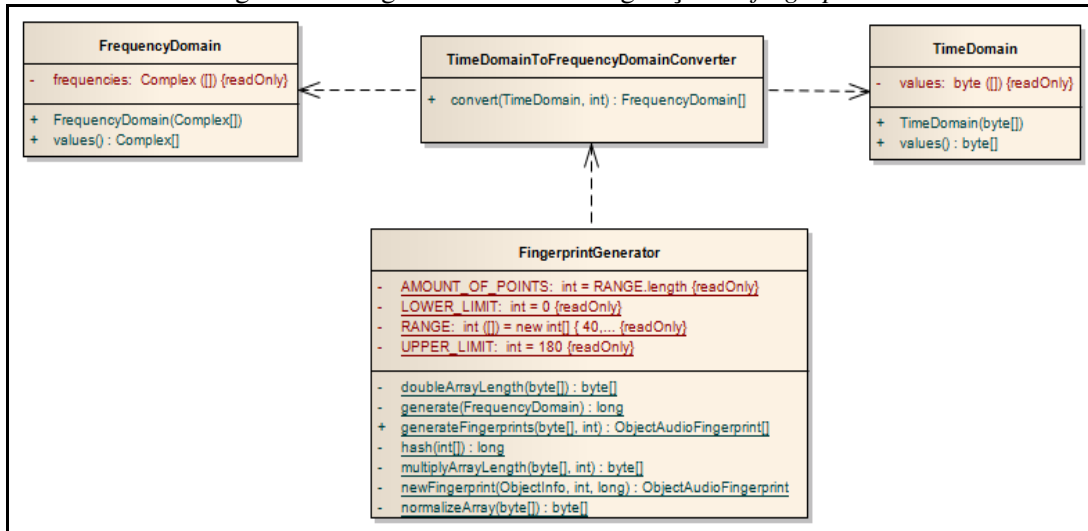 FrequencyDomain
- frequencies: Complex ([]) {readOnly}
+ FrequencyDomain(Complex[])
+ values() : Complex[]
TimeDomainToFrequencyDomainConverter
+ convert(TimeDomain, int) : FrequencyDomain[]
TimeDomain
- values: byte ([]) {readOnly}
+ TimeDomain(byte[])
+ values() : byte[]
FingerprintGenerator
- AMOUNT_OF_POINTS: int = RANGE.length {readOnly}
- LOWER_LIMIT: int = 0 {readOnly}
- RANGE: int ([]) = new int[] { 40,... {readOnly}
- UPPER_LIMIT: int = 180 {readOnly}
- doubleArrayLength(byte[]) : byte[]
- generate(FrequencyDomain) : long
+ generateFingerprints(byte[], int) : ObjectAudioFingerprint[]
- hash(int[]) : long
- multiplyArrayLength(byte[], int) : byte[]
- newFingerprint(ObjectInfo, int, long) : ObjectAudioFingerprint
- normalizeArray(byte[]) : byte[]